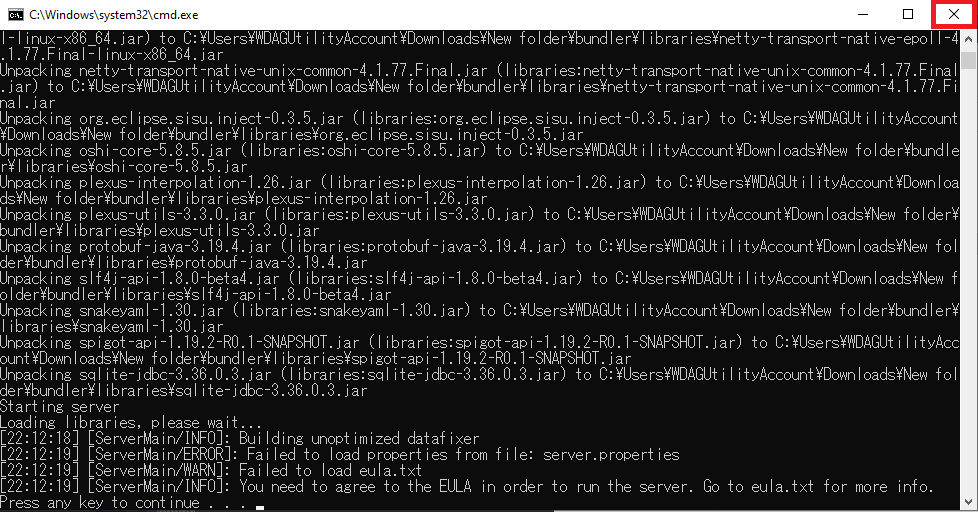 C:\Windows\system32\cmd.exe
l-linux-x86_64.jar) to C:¥Users¥WDAGUtilityAccount¥Downloads¥New folder¥bundler¥libraries¥netty-transport-native-epoll-4
.1.77.Final-linux-x86_64.jar
Unpacking netty-transport-native-unix-common-4.1.77.Final.jar (libraries:netty-transport-native-unix-common-4.1.77.Final
.jar) to C:¥Users¥WDAGUtilityAccount¥Downloads¥New folder¥bundler¥libraries¥netty-transport-native-unix-common-4.1.77.Fi
nal.jar
Unpacking org.eclipse.sisu.inject-0.3.5.jar (libraries:org.eclipse.sisu.inject-0.3.5.jar) to C:¥Users¥WDAGUtilityAccount
¥Downloads¥New folder¥bundler¥libraries¥org.eclipse.sisu.inject-0.3.5.jar
Unpacking oshi-core-5.8.5.jar (libraries:oshi-core-5.8.5.jar) to C:¥Users¥WDAGUtilityAccount¥Downloads¥New folder¥bundle
r¥libraries¥oshi-core-5.8.5.jar
Unpacking plexus-interpolation-1.26.jar (libraries:plexus-interpolation-1.26.jar) to C:¥Users¥WDAGUtilityAccount¥Downloa
ds¥New folder¥bundler¥libraries¥plexus-interpolation-1.26.jar
Unpacking plexus-utils-3.3.0.jar (libraries:plexus-utils-3.3.0.jar) to C:¥Users¥WDAGUtilityAccount¥Downloads¥New folder¥
bundler¥libraries¥plexus-utils-3.3.0.jar
Unpacking protobuf-java-3.19.4.jar (libraries:protobuf-java-3.19.4.jar) to C:¥Users¥WDAGUtilityAccount¥Downloads¥New fol
der¥bundler¥libraries¥protobuf-java-3.19.4.jar
Unpacking slf4j-api-1.8.0-beta4.jar (libraries:slf4j-api-1.8.0-beta4.jar) to C:¥Users¥WDAGUtilityAccount¥Downloads¥New f
older¥bundler¥libraries¥slf4j-api-1.8.0-beta4.jar
Unpacking snakeyaml-1.30.jar (libraries:snakeyaml-1.30.jar) to C:¥Users¥WDAGUtilityAccount¥Downloads¥New folder¥bundler¥
libraries¥snakeyaml-1.30.jar
Unpacking spigot-api-1.19.2-R0.1-SNAPSHOT.jar (libraries:spigot-api-1.19.2-R0.1-SNAPSHOT.jar) to C:¥Users¥WDAGUtilityAcc
ount¥Downloads¥New folder¥bundler¥libraries¥spigot-api-1.19.2-R0.1-SNAPSHOT.jar
Unpacking sqlite-jdbc-3.36.0.3.jar (libraries:sqlite-jdbc-3.36.0.3.jar) to C:¥Users¥WDAGUtilityAccount¥Downloads¥New fol
der¥bundler¥libraries¥sqlite-jdbc-3.36.0.3.jar
Starting server
Loading libraries, please wait...
[22:12:18] [ServerMain/INFO]: Building unoptimized datafixer
[22:12:19] [ServerMain/ERROR]: Failed to load properties from file: server.properties
[22:12:19] [ServerMain/WARN]: Failed to load eula.txt
[22:12:19] [ServerMain/INFO]: You need to agree to the EULA in order to run the server. Go to eula.txt for more info.
Press any key to continue . . .